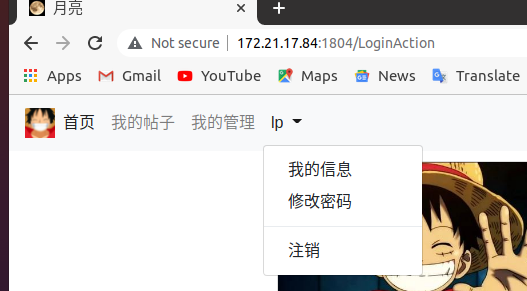 月亮
Not secure | 172.21.17.84:1804/LoginAction
Apps Gmail YouTube Maps News Translate
首页 我的帖子 我的管理 lp
我的信息
修改密码
注销